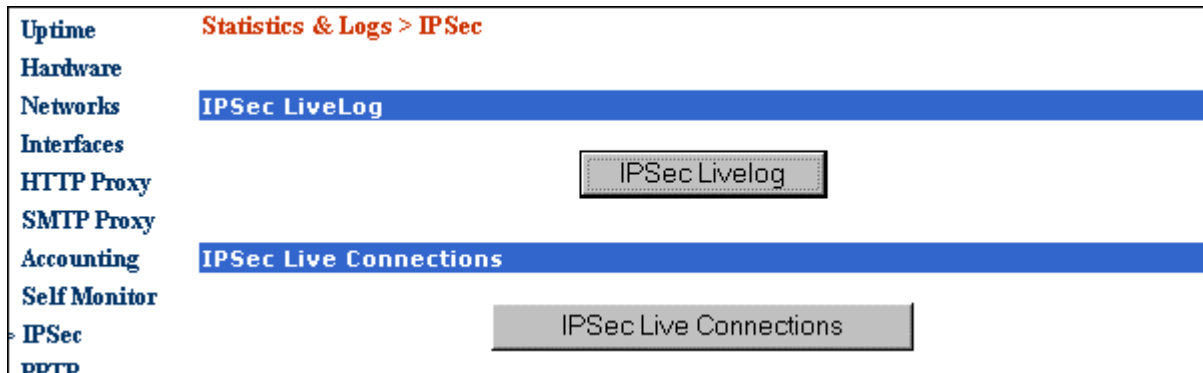 Statistics & Logs > IPSec
Uptime
Hardware
Networks
Interfaces
HTTP Proxy
SMTP Proxy
Accounting
Self Monitor
IPSec
PPTP
IPSec LiveLog
IPSec Livelog
IPSec Live Connections
IPSec Live Connections